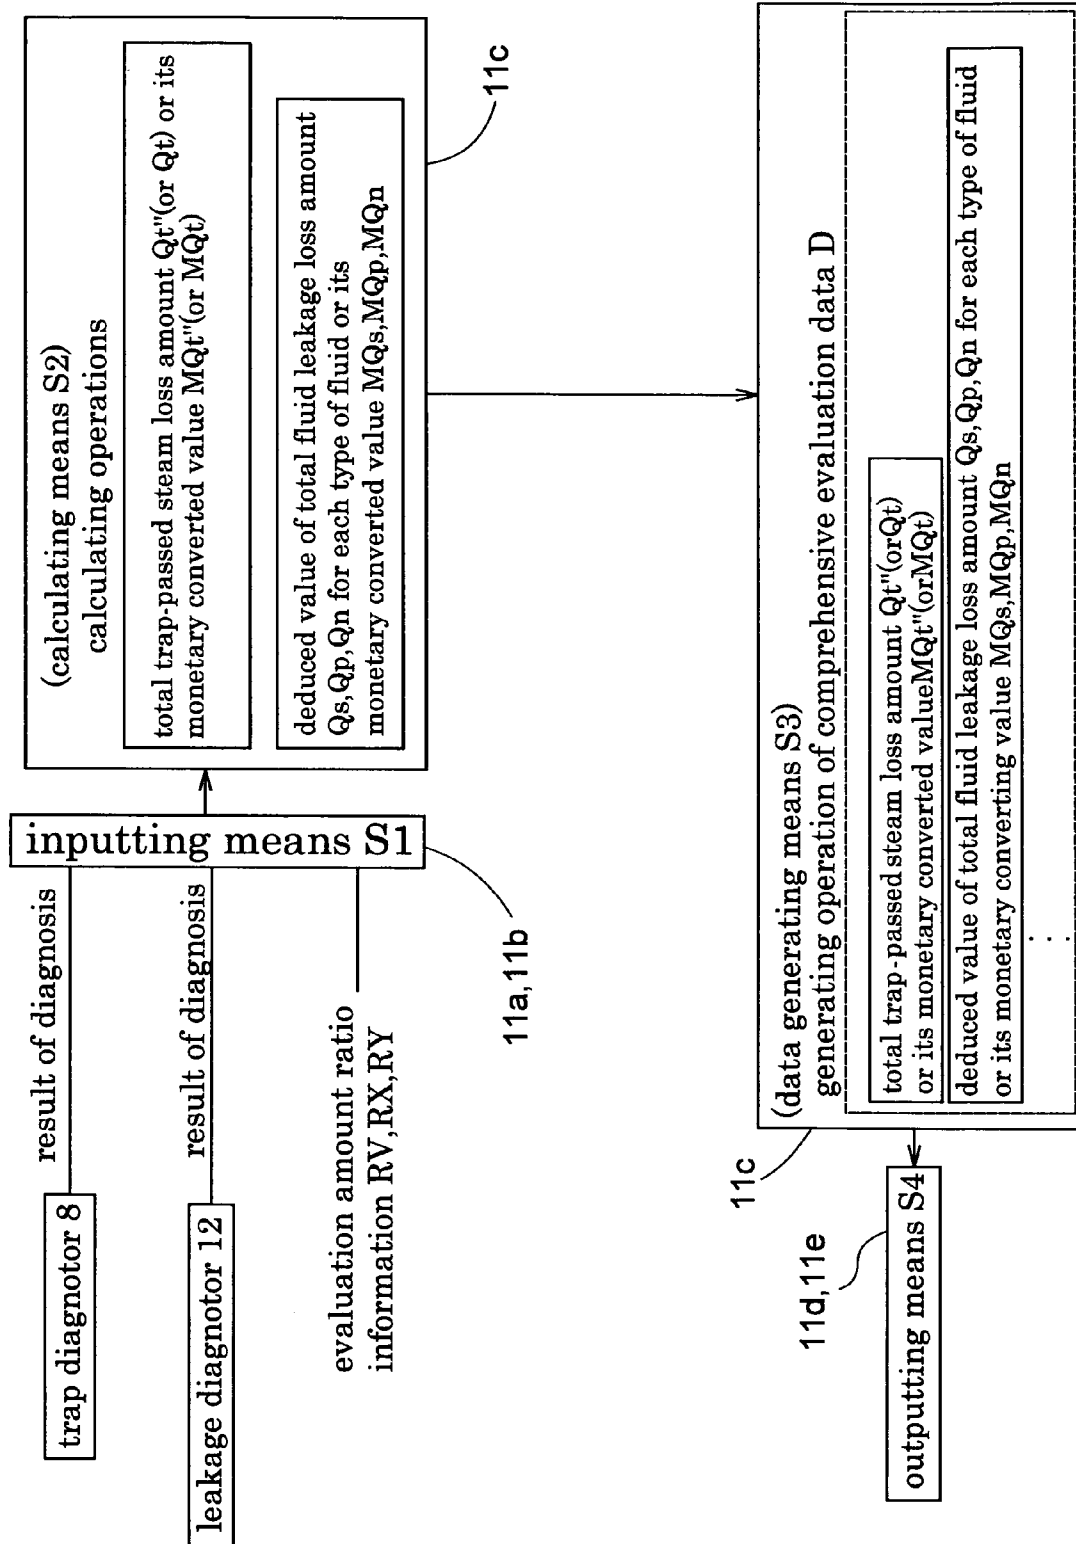 trap diagnotor 8
result of diagnosis
leakage diagnotor 12
result of diagnosis
evaluation amount ratio
information RV,RX,RY
inputting means S1
11a,11b
(calculating means S2)
calculating operations
total trap-passed steam loss amount Qt"(or Qt) or its
monetary converted value MQt"(or MQt)
deduced value of total fluid leakage loss amount
Qs,Qp,Qn for each type of fluid or its
monetary converted value MQs,MQp,MQn
11c
(data generating means S3)
generating operation of comprehensive evaluation data D
total trap-passed steam loss amount Qt"(orQt)
or its monetary converted valueMQt"(orMQt)
deduced value of total fluid leakage loss amount Qs,Qp,Qn for each type of fluid
or its monetary converting value MQs,MQp,MQn
...
11c
11d,11e
outputting means S4